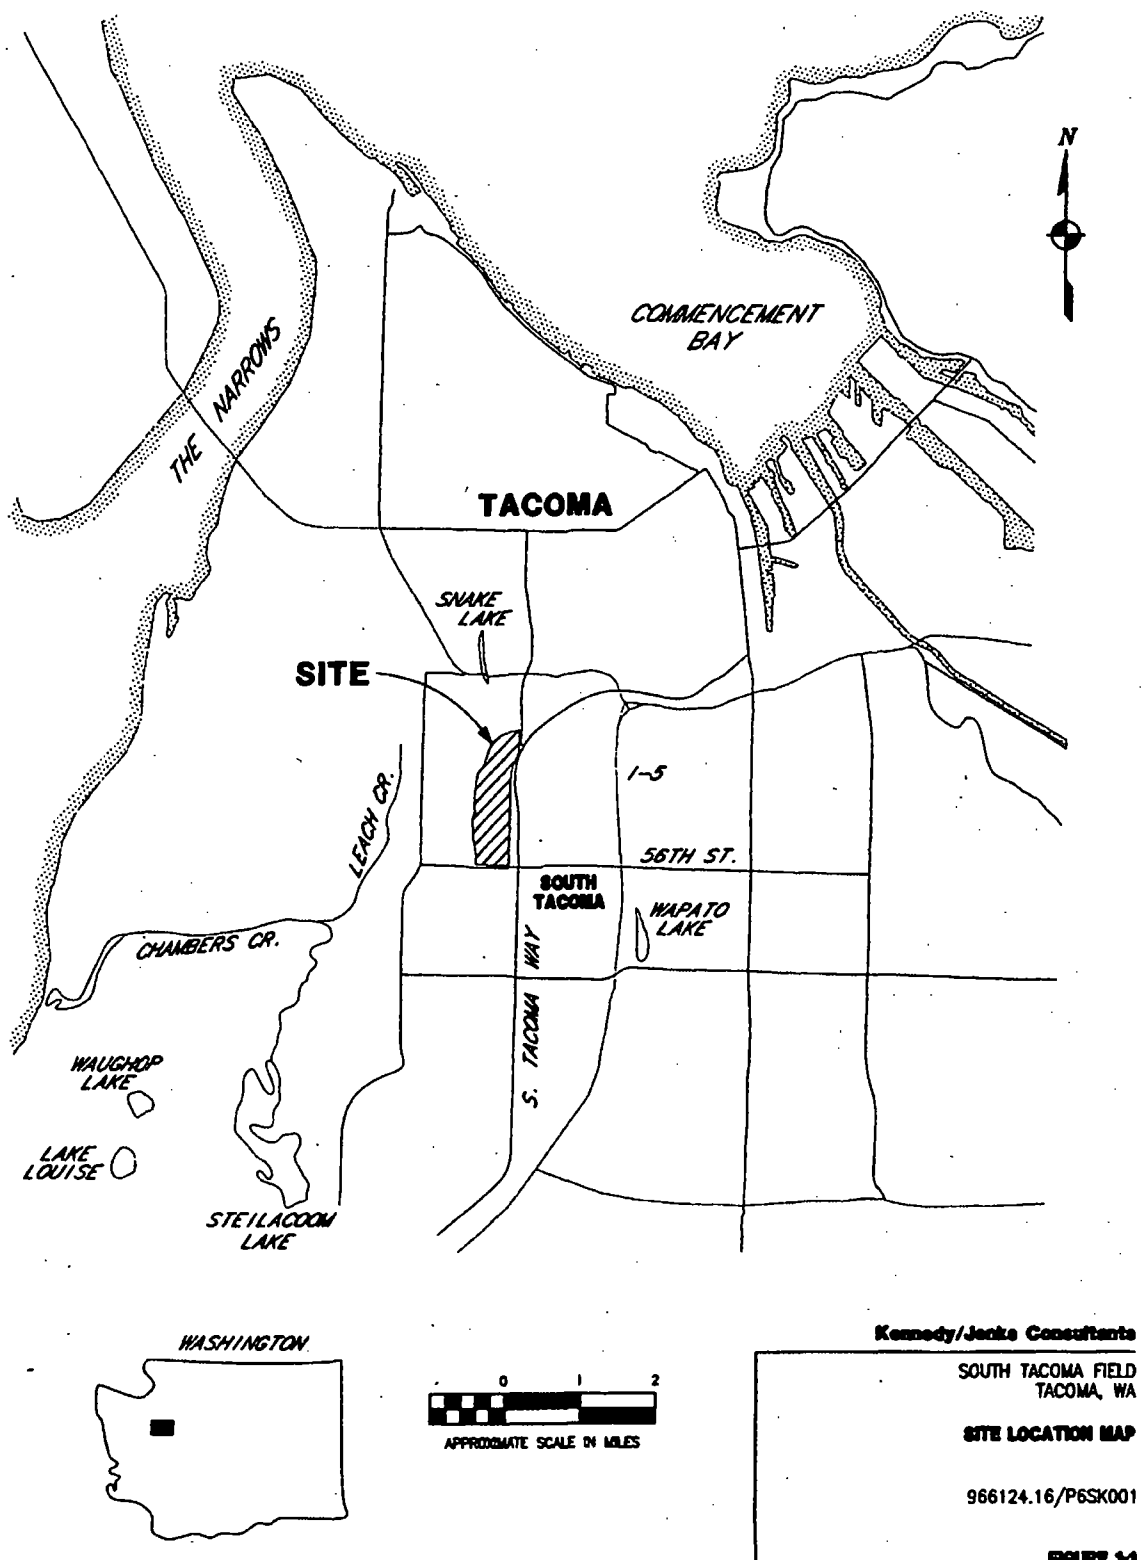 N
COMMENCEMENT
BAY
THE NARROWS
TACOMA
SNAKE
LAKE
SITE
I-5
LEACH CR.
56TH ST.
SOUTH
TACOMA
WAPATO
LAKE
CHAMBERS CR.
S. TACOMA WAY
WAUGHOP
LAKE
LAKE
LOUISE
STEILACOOM
LAKE
WASHINGTON
0 1 2
APPROXIMATE SCALE IN MILES
Kennedy/Jenks Consultants
SOUTH TACOMA FIELD
TACOMA, WA
SITE LOCATION MAP
966124.16/P6SK001
FIGURE